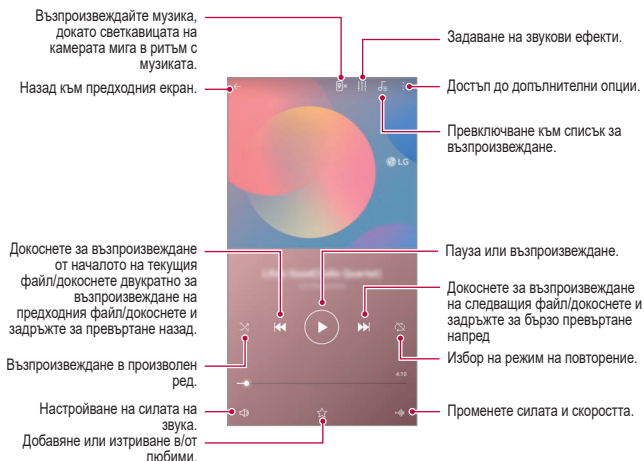 Възпроизвеждайте музика,
докато светкавицата на
камерата мига в ритъм с
музиката.
Задаване на звукови ефекти.
Назад към предходния екран.
Достъп до допълнителни опции.
Превключване към списък за
възпроизвеждане.
LG
Докоснете за възпроизвеждане
от началото на текущия
файл/докоснете двукратно за
възпроизвеждане на
предходния файл/докоснете и
задръжте за превъртане назад.
Пауза или възпроизвеждане.
Докоснете за възпроизвеждане
на следващия файл/докоснете и
задръжте за бързо превъртане
напред
Възпроизвеждане в произволен
ред.
Избор на режим на повторение.
4:10
Настройване на силата на
звука.
Променете силата и скоростта.
Добавяне или изтриване в/от
любими.